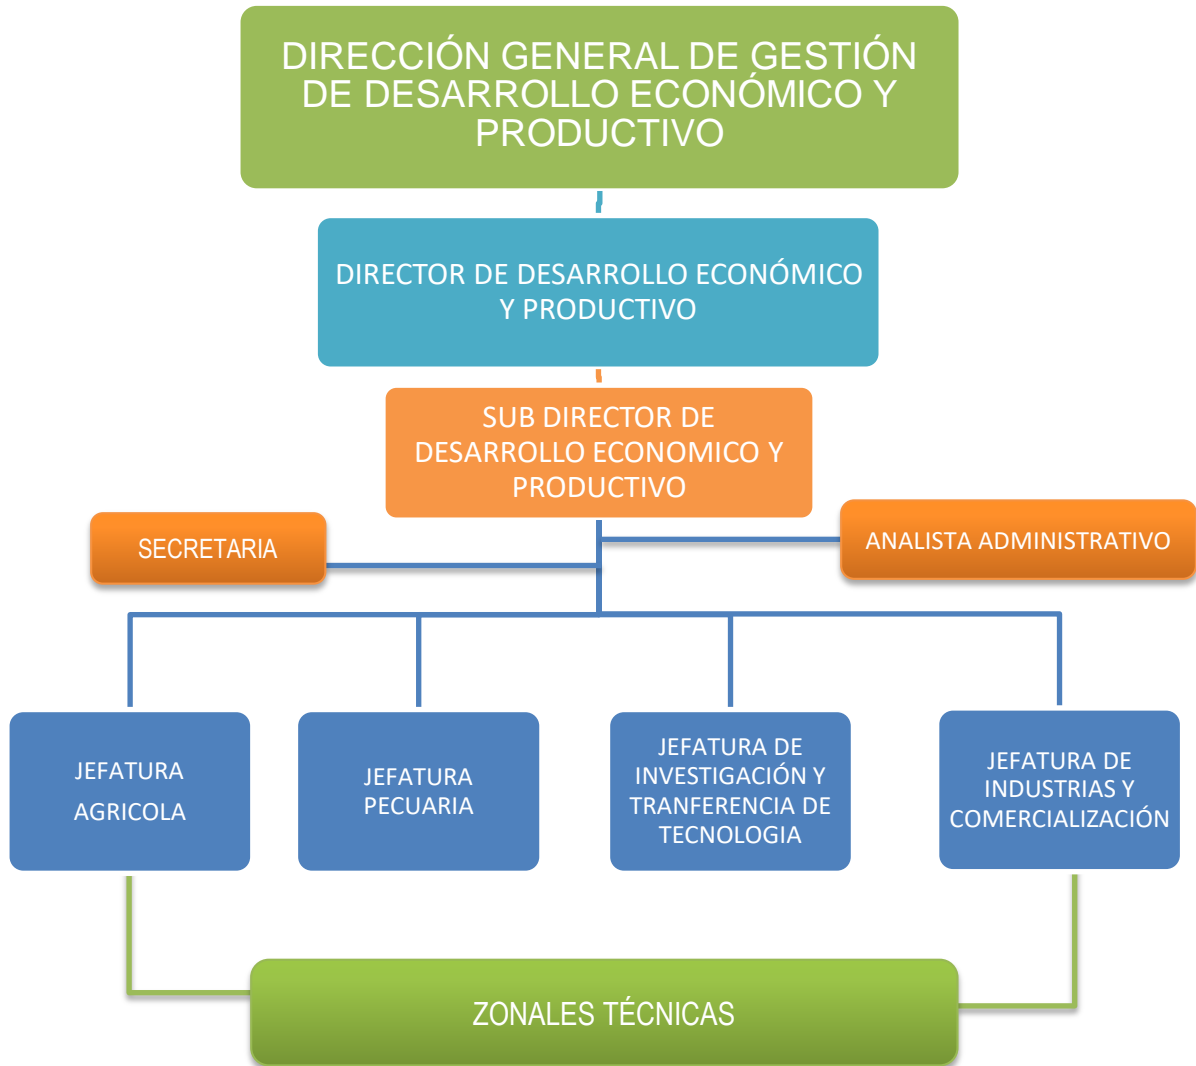 DIRECCIÓN GENERAL DE GESTIÓN
DE DESARROLLO ECONÓMICO Y
PRODUCTIVO
DIRECTOR DE DESARROLLO ECONÓMICO
Y PRODUCTIVO
SUB DIRECTOR DE
DESARROLLO ECONOMICO Y
PRODUCTIVO
SECRETARIA
ANALISTA ADMINISTRATIVO
JEFATURA
AGRICOLA
JEFATURA
PECUARIA
JEFATURA DE
INVESTIGACIÓN Y
TRANFERENCIA DE
TECNOLOGIA
JEFATURA DE
INDUSTRIAS Y
COMERCIALIZACIÓN
ZONALES TÉCNICAS